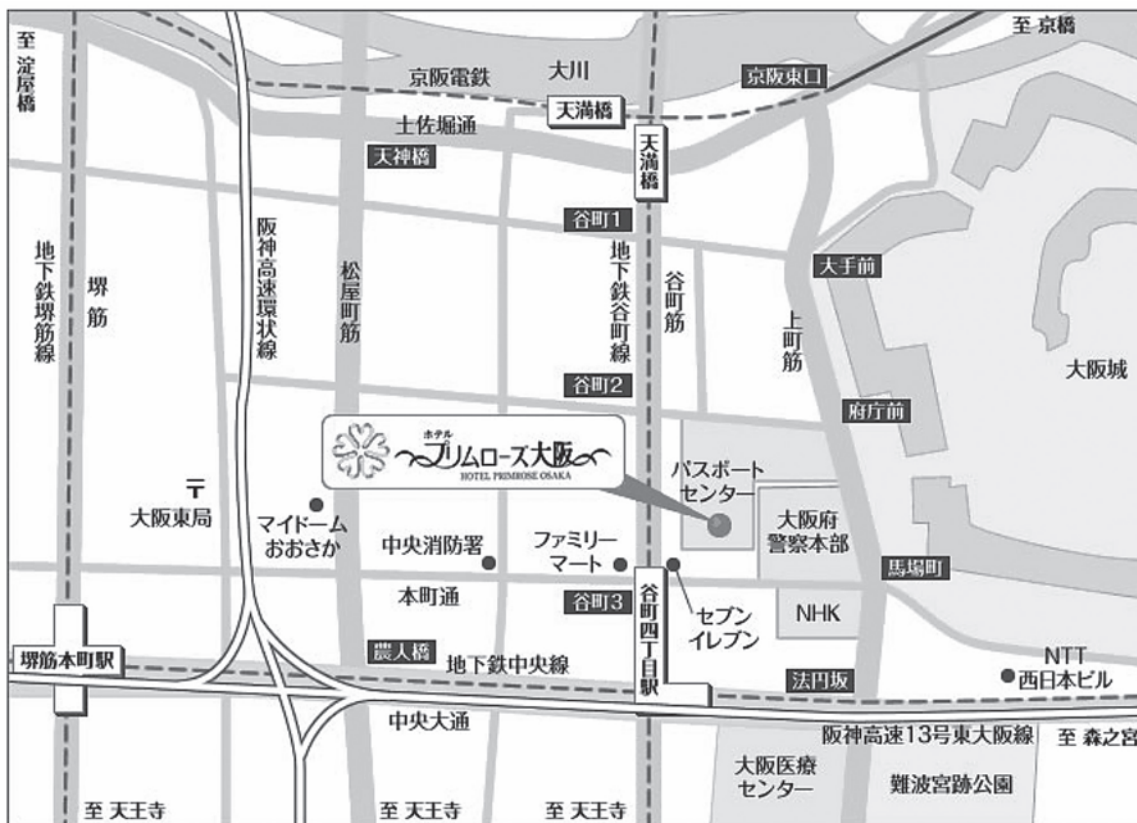 至 淀屋橋
至 京橋
京阪電鉄
大川
京阪東口
天満橋
土佐堀通
天神橋
天満橋
谷町1
大手前
地下鉄堺筋線
堺筋
阪神高速環状線
松屋町筋
地下鉄谷町線
谷町筋
上町筋
大阪城
谷町2
府庁前
ホテル
プリムローズ大阪
HOTEL PRIMROSE OSAKA
パスポート
センター
〒
大阪東局
マイドーム
おおさか
中央消防署
ファミリー
マート
大阪府
警察本部
馬場町
本町通
谷町3
谷町四丁目駅
セブン
イレブン
NHK
堺筋本町駅
農人橋
地下鉄中央線
法円坂
NTT
西日本ビル
中央大通
阪神高速13号東大阪線
至 森之宮
大阪医療
センター
難波宮跡公園
至 天王寺
至 天王寺
至 天王寺